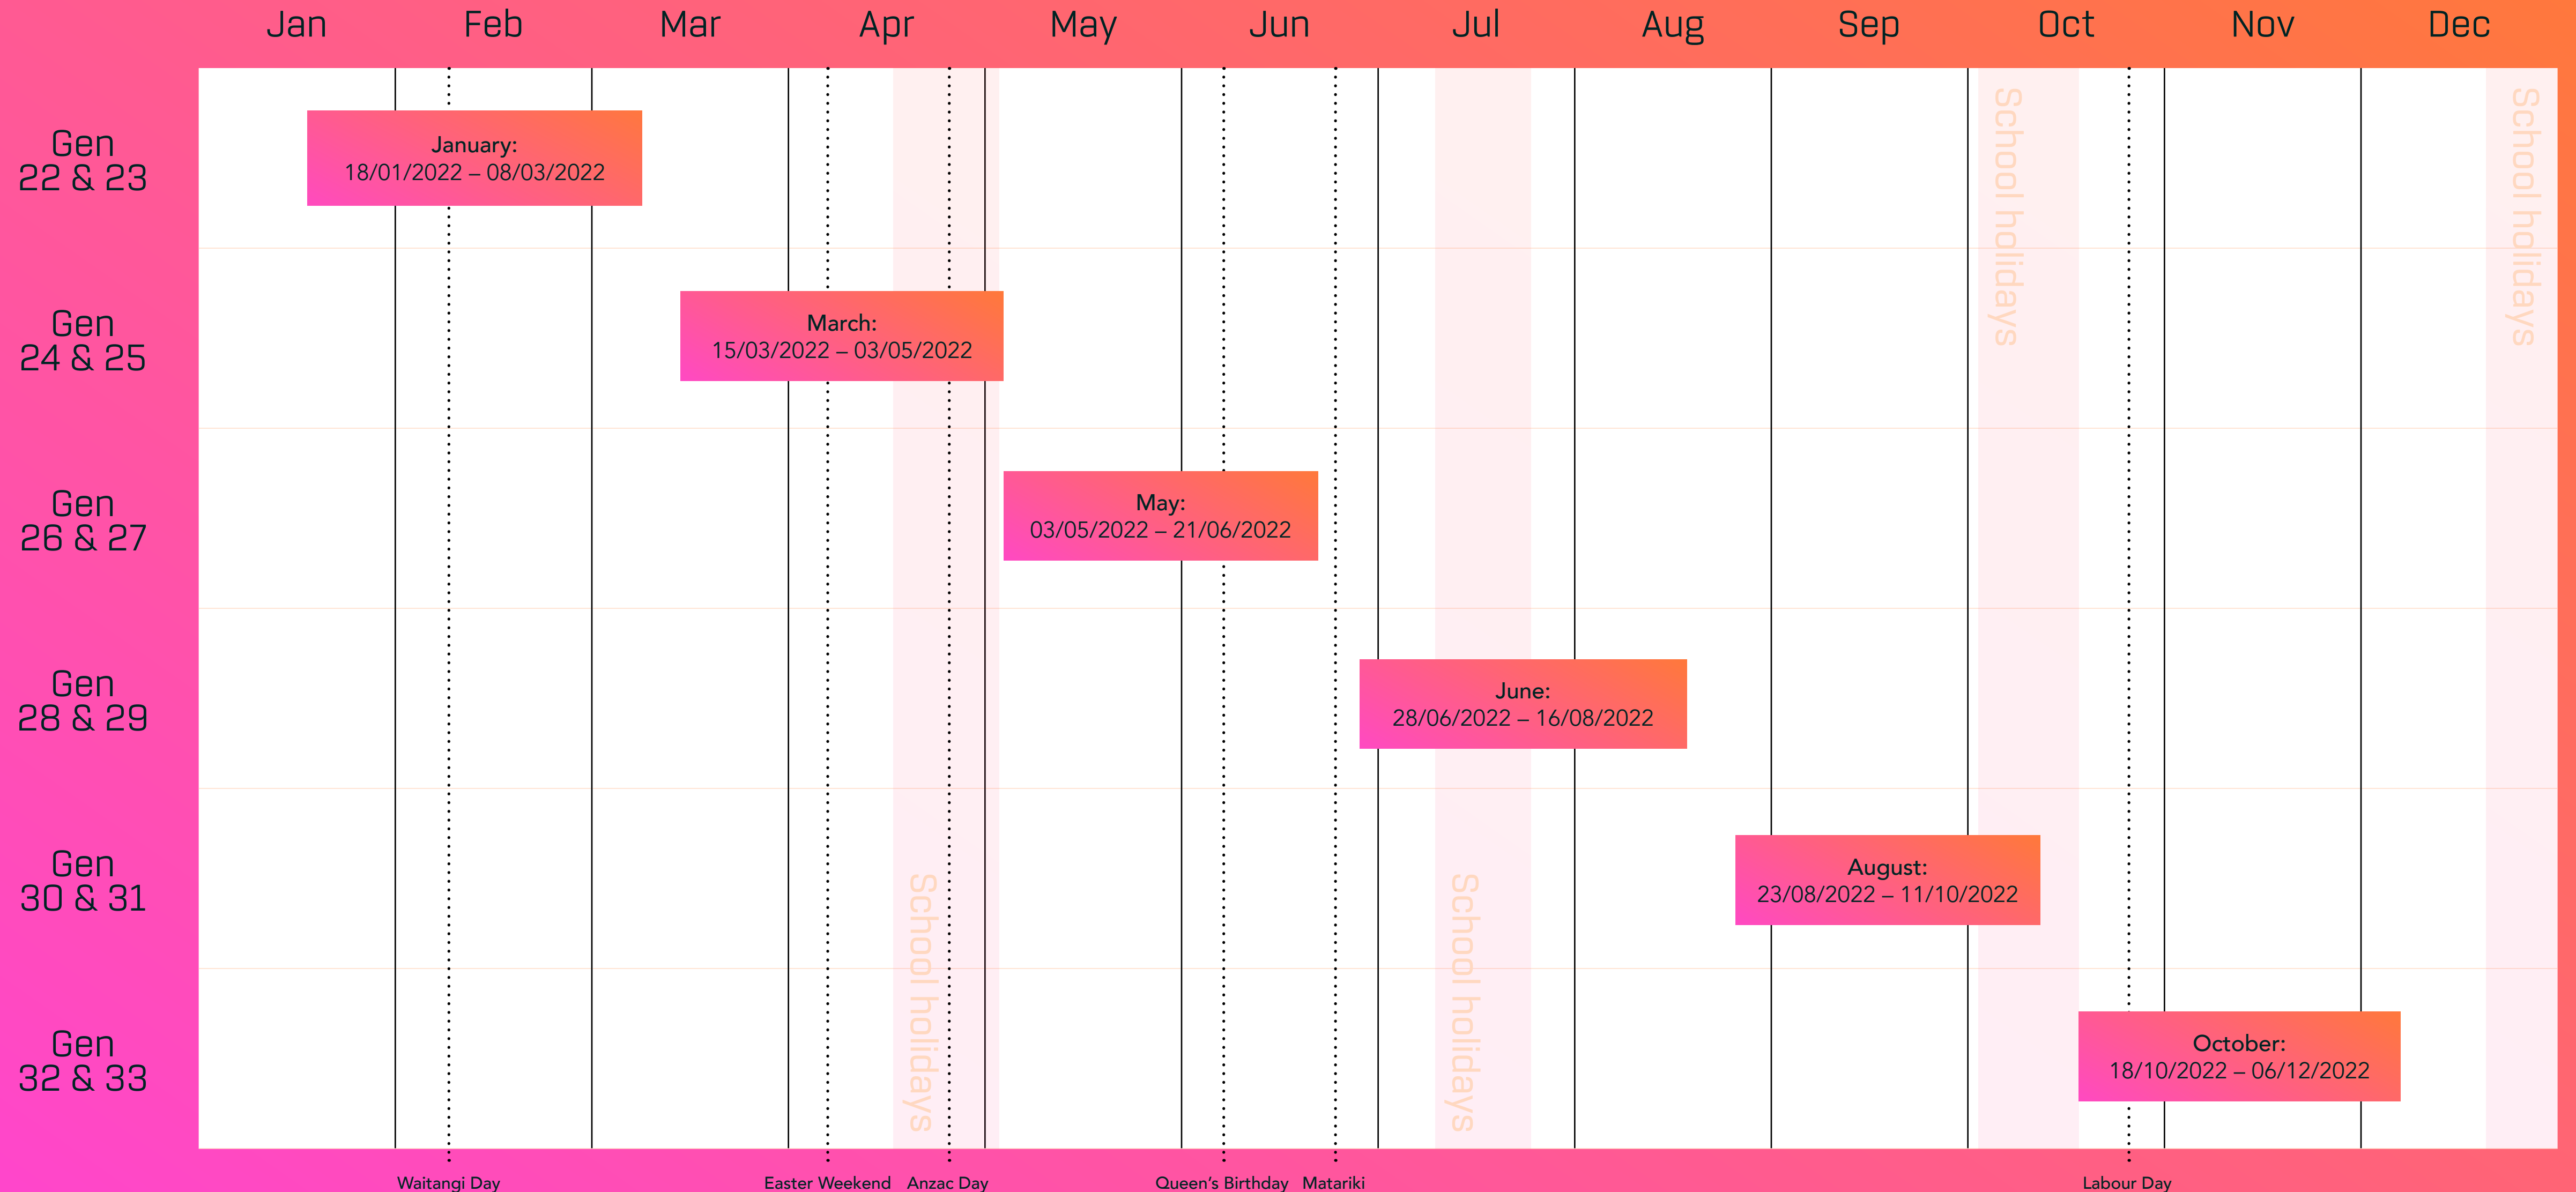 Jan Feb Mar Apr May Jun Jul Aug Sep Oct Nov Dec
School holidays
School holidays
Gen
22 & 23
January:
18/01/2022 – 08/03/2022
Gen
24 & 25
March:
15/03/2022 – 03/05/2022
Gen
26 & 27
May:
03/05/2022 – 21/06/2022
Gen
28 & 29
June:
28/06/2022 – 16/08/2022
Gen
30 & 31
August:
23/08/2022 – 11/10/2022
School holidays
School holidays
Gen
32 & 33
October:
18/10/2022 – 06/12/2022
Waitangi Day Easter Weekend Anzac Day Queen’s Birthday Matariki Labour Day